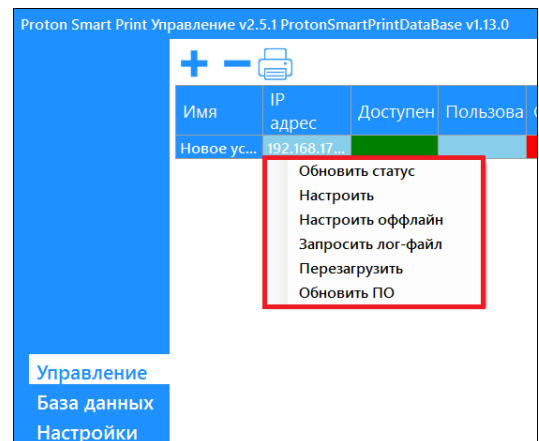 Proton Smart Print Управление v2.5.1 ProtonSmartPrintDataBase v1.13.0
Имя IP адрес Доступен Пользова
Новое ус... 192.168.17...
Обновить статус
Настроить
Настроить оффлайн
Запросить лог-файл
Перезагрузить
Обновить ПО
Управление
База данных
Настройки